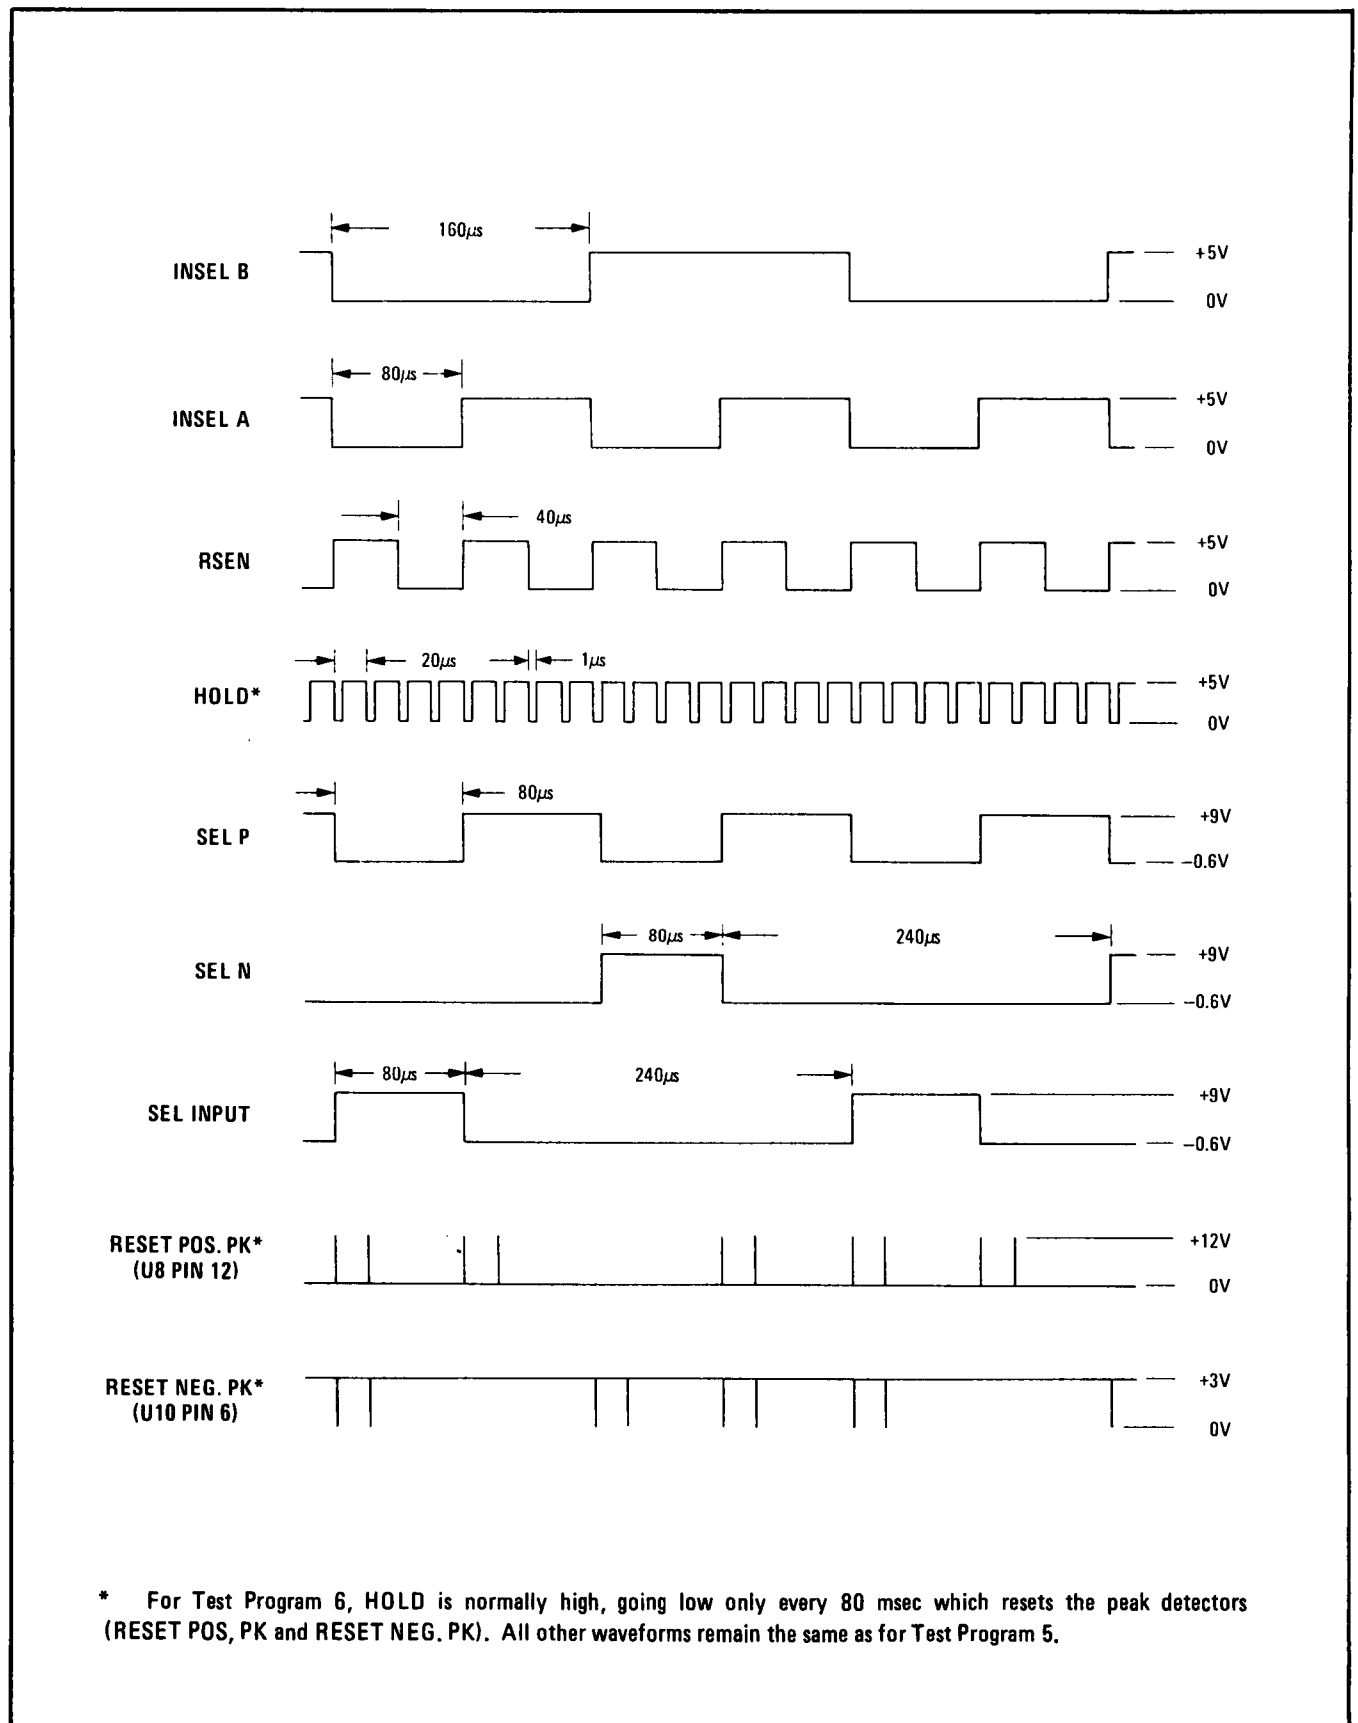 160μs
INSEL B
+5V
0V
80μs
INSEL A
+5V
0V
40μs
RSEN
+5V
0V
20μs 1μs
HOLD*
+5V
0V
80μs
SEL P
+9V
–0.6V
80μs 240μs
SEL N
+9V
–0.6V
80μs 240μs
SEL INPUT
+9V
–0.6V
RESET POS. PK*
(U8 PIN 12)
+12V
0V
RESET NEG. PK*
(U10 PIN 6)
+3V
0V
* For Test Program 6, HOLD is normally high, going low only every 80 msec which resets the peak detectors
(RESET POS, PK and RESET NEG. PK). All other waveforms remain the same as for Test Program 5.